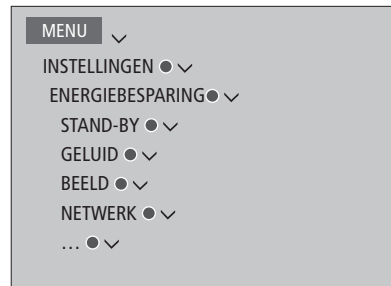 MENU
INSTELLINGEN
ENERGIEBESPARING
STAND-BY
GELUID
BEELD
NETWERK
…